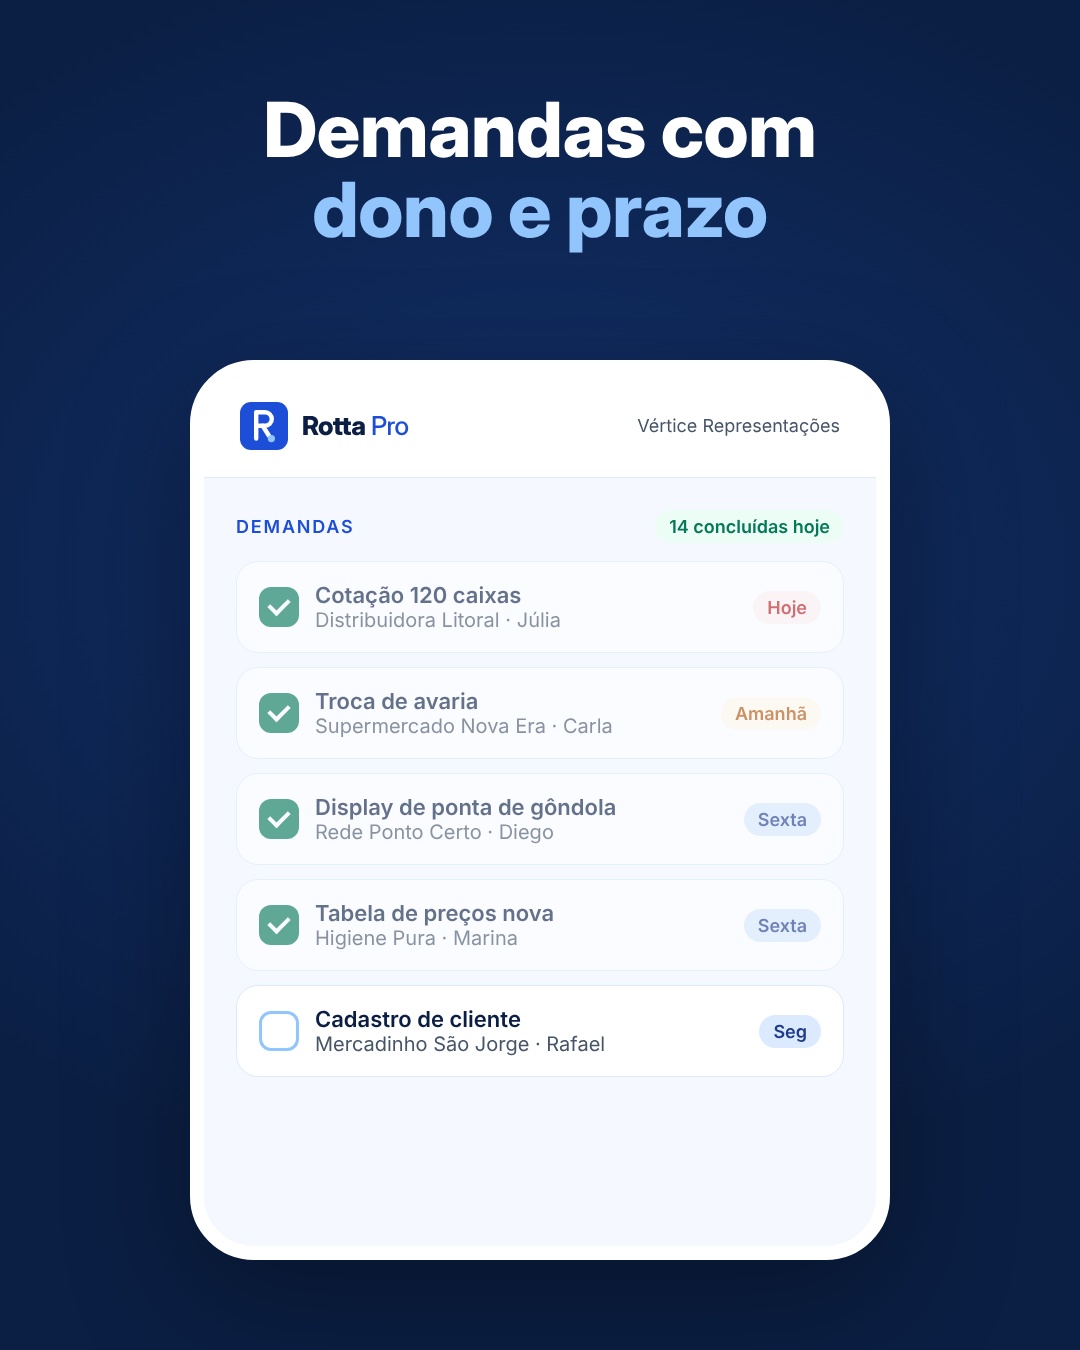 Demandas com
dono e prazo
Rotta Pro
Vértice Representações
DEMANDAS
14 concluídas hoje
Cotação 120 caixas
Distribuidora Litoral · Júlia
Hoje
Troca de avaria
Supermercado Nova Era · Carla
Amanhã
Display de ponta de gôndola
Rede Ponto Certo · Diego
Sexta
Tabela de preços nova
Higiene Pura · Marina
Sexta
Cadastro de cliente
Mercadinho São Jorge · Rafael
Seg